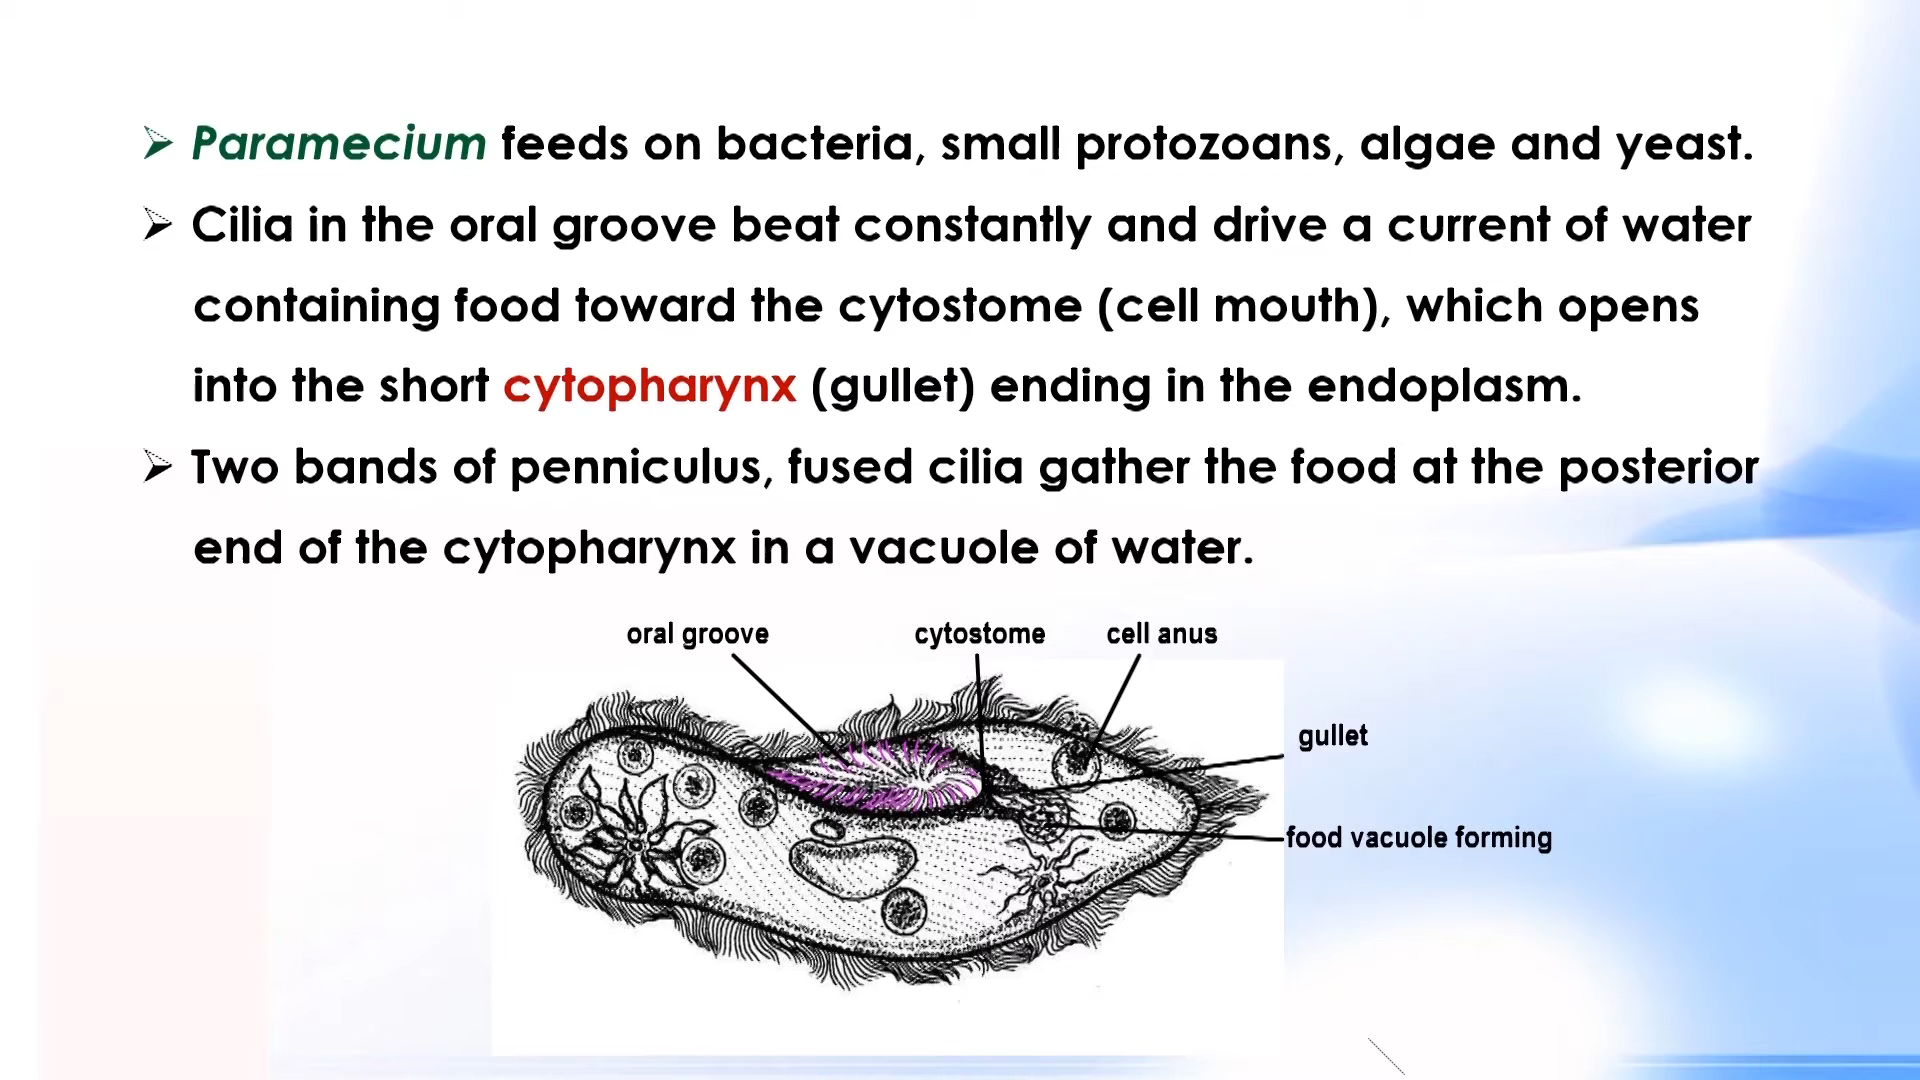 ➢ Paramecium feeds on bacteria, small protozoans, algae and yeast.
➢ Cilia in the oral groove beat constantly and drive a current of water
containing food toward the cytostome (cell mouth), which opens
into the short cytopharynx (gullet) ending in the endoplasm.
➢ Two bands of penniculus, fused cilia gather the food at the posterior
end of the cytopharynx in a vacuole of water.
oral groove
cytostome
cell anus
gullet
food vacuole forming